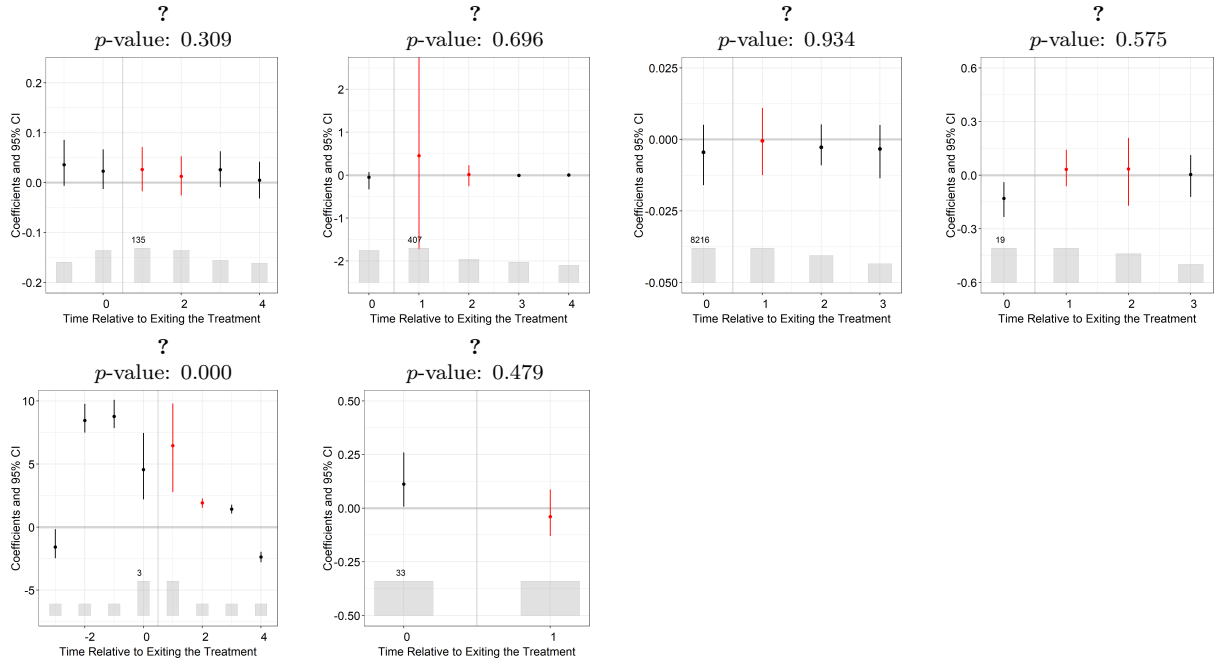 ?
p-value: 0.309
0.2
0.1
0.0
-0.1
-0.2
135
0 2 4
Coefficients and 95% CI
Time Relative to Exiting the Treatment
?
p-value: 0.696
2
1
0
-1
-2
407
0 1 2 3 4
Coefficients and 95% CI
Time Relative to Exiting the Treatment
?
p-value: 0.934
0.025
0.000
-0.025
-0.050
8216
0 1 2 3
Coefficients and 95% CI
Time Relative to Exiting the Treatment
?
p-value: 0.575
0.6
0.3
0.0
-0.3
-0.6
19
0 1 2 3
Coefficients and 95% CI
Time Relative to Exiting the Treatment
?
p-value: 0.000
10
5
0
-5
3
-2 0 2 4
Coefficients and 95% CI
Time Relative to Exiting the Treatment
?
p-value: 0.479
0.50
0.25
0.00
-0.25
-0.50
33
0 1
Coefficients and 95% CI
Time Relative to Exiting the Treatment